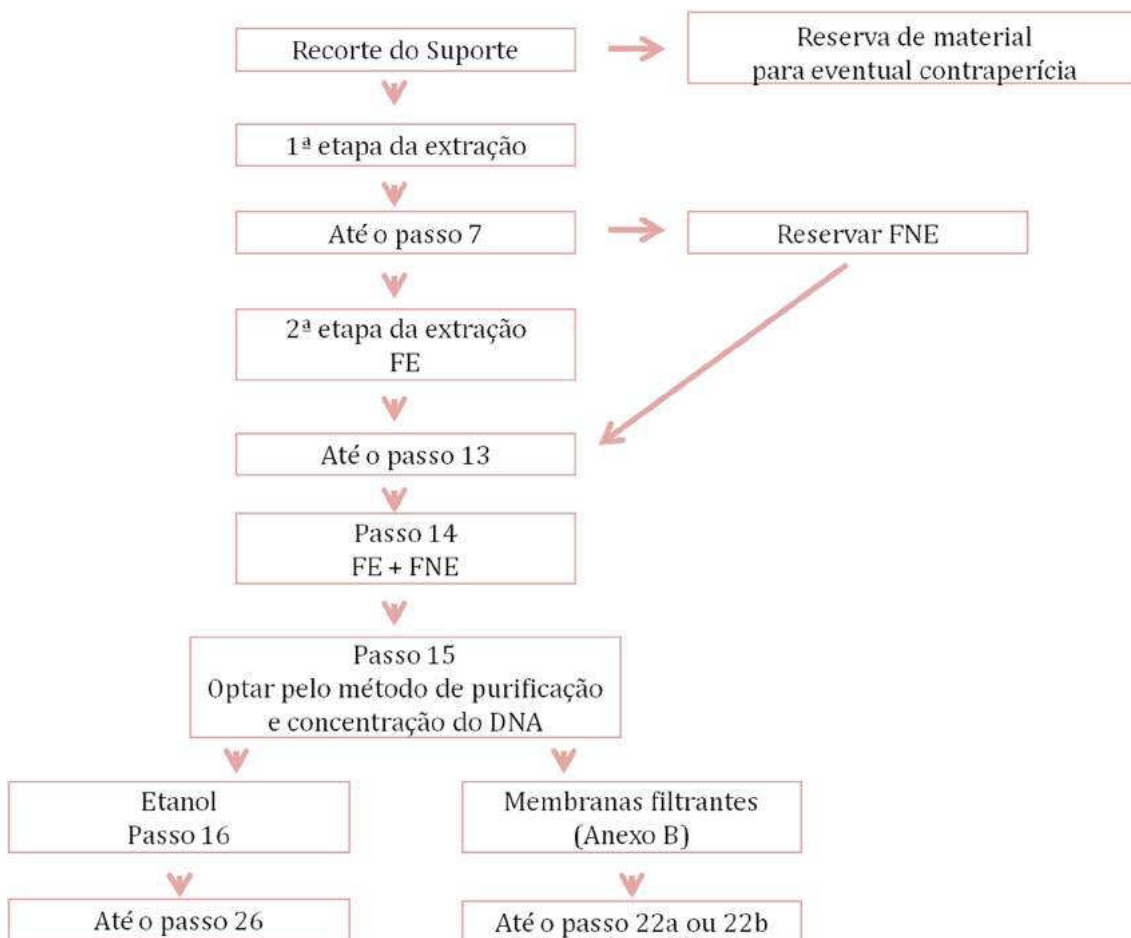 Recorte do Suporte
Reserva de material
para eventual contraperícia
1ª etapa da extração
Até o passo 7
Reservar FNE
2ª etapa da extração
FE
Até o passo 13
Passo 14
FE + FNE
Passo 15
Optar pelo método de purificação
e concentração do DNA
Etanol
Passo 16
Membranas filtrantes
(Anexo B)
Até o passo 26
Até o passo 22a ou 22b